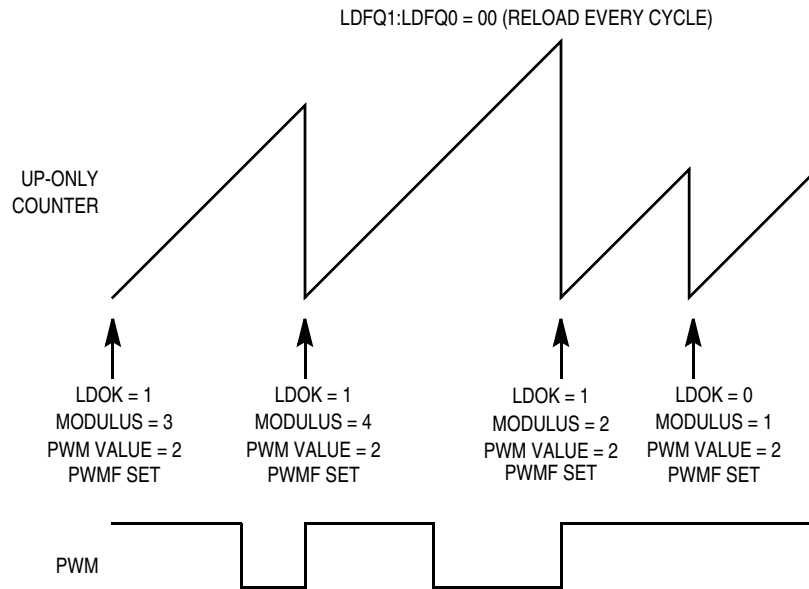 LDFQ1:LDFQ0 = 00 (RELOAD EVERY CYCLE)
UP-ONLY
COUNTER
LDOK = 1
MODULUS = 3
PWM VALUE = 2
PWMF SET
LDOK = 1
MODULUS = 4
PWM VALUE = 2
PWMF SET
LDOK = 1
MODULUS = 2
PWM VALUE = 2
PWMF SET
LDOK = 0
MODULUS = 1
PWM VALUE = 2
PWMF SET
PWM